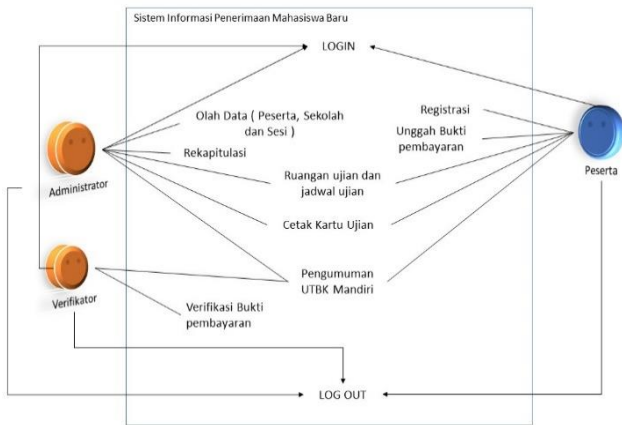 Sistem Informasi Penerimaan Mahasiswa Baru
LOGIN
Olah Data ( Peserta, Sekolah
dan Sesi )
Rekapitulasi
Registrasi
Unggah Bukti
pembayaran
Administrator
Peserta
Ruangan ujian dan
jadwal ujian
Cetak Kartu Ujian
Pengumuman
UTBK Mandiri
Verifikator
Verifikasi Bukti
pembayaran
LOG OUT